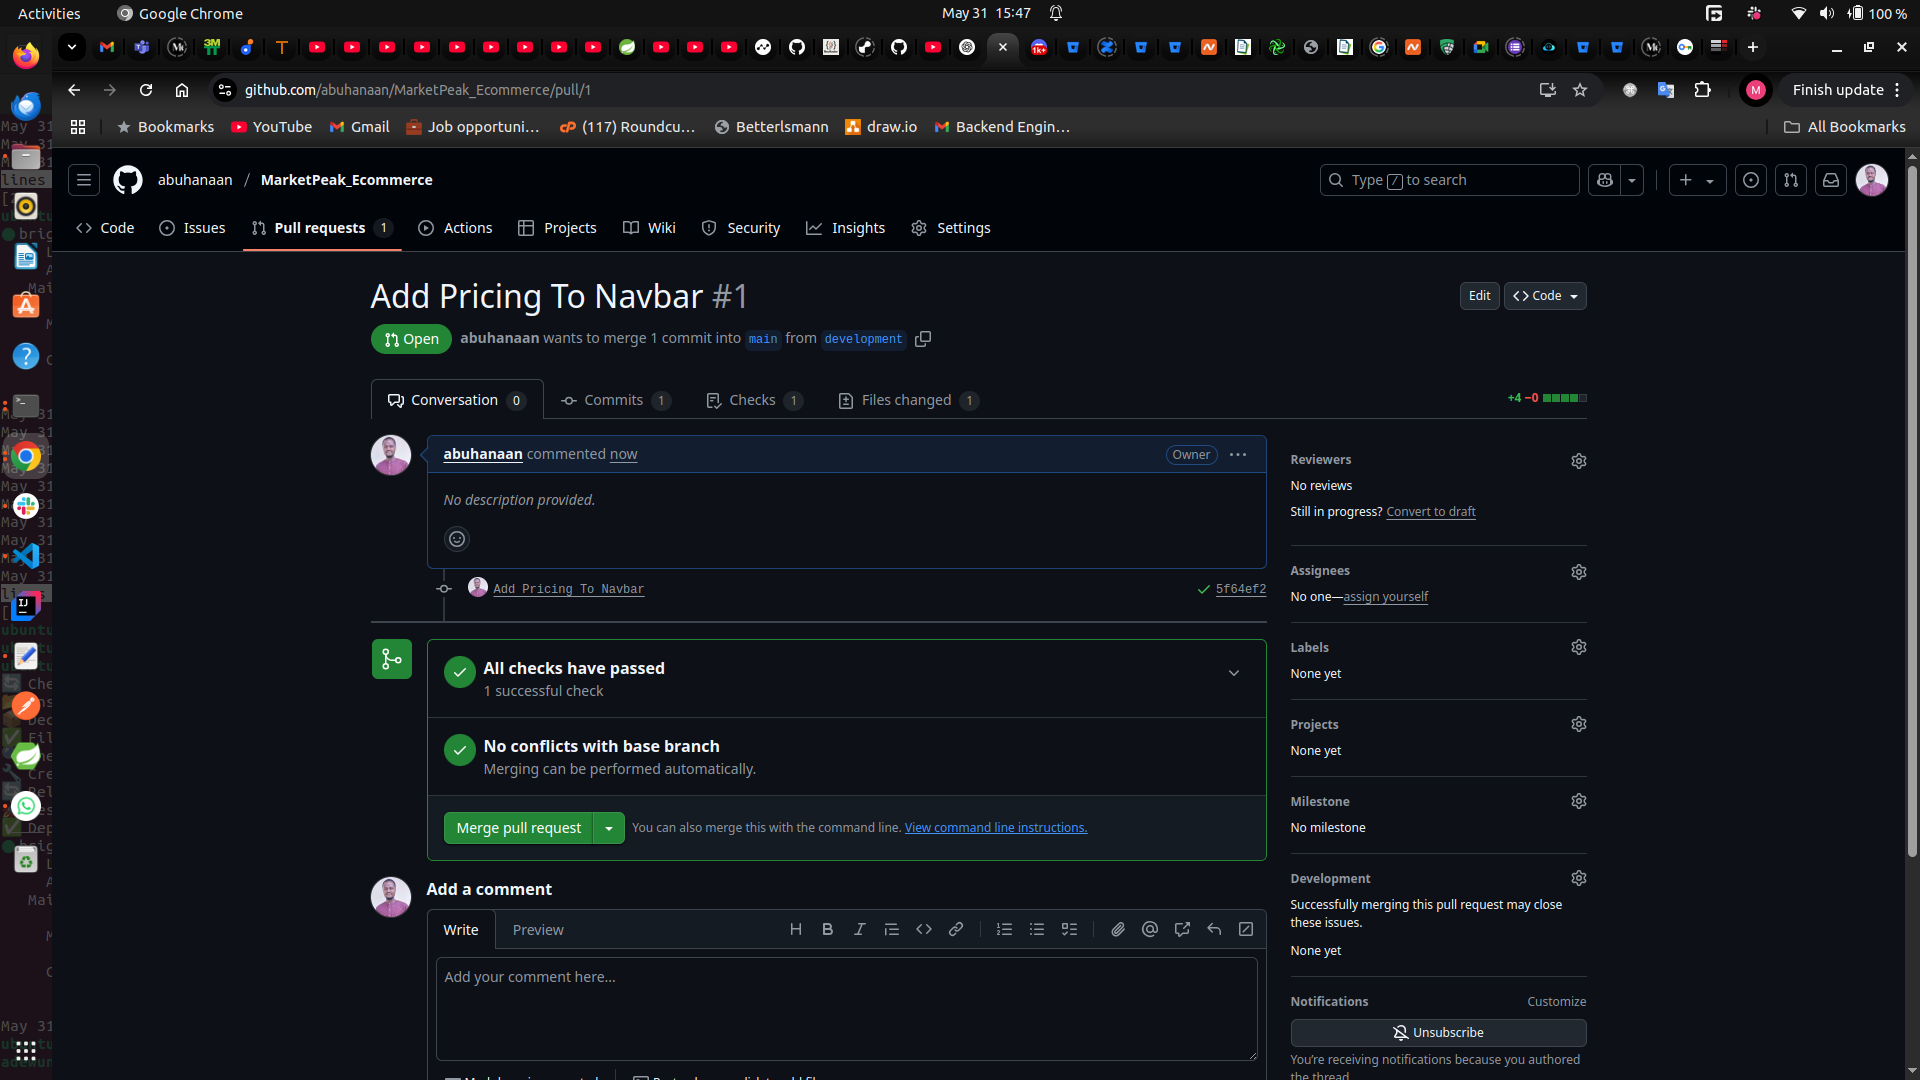 Activities
Google Chrome
May 31 15:47
100 %
github.com/abuhanaan/MarketPeak_Ecommerce/pull/1
M
Finish update
Bookmarks
YouTube
Gmail
Job opportuni...
(117) Roundcu...
Betterlsmann
draw.io
Backend Engin...
All Bookmarks
abuhanaan / MarketPeak_Ecommerce
Type / to search
Code
Issues
Pull requests 1
Actions
Projects
Wiki
Security
Insights
Settings
Add Pricing To Navbar #1
Edit
Code
Open
abuhanaan wants to merge 1 commit into main from development
Conversation 0
Commits 1
Checks 1
Files changed 1
+4 −0
abuhanaan commented now
Owner
No description provided.
Add Pricing To Navbar
5f64ef2
All checks have passed
1 successful check
No conflicts with base branch
Merging can be performed automatically.
Merge pull request
You can also merge this with the command line. View command line instructions.
Add a comment
Write
Preview
Add your comment here...
Reviewers
No reviews
Still in progress? Convert to draft
Assignees
No one—assign yourself
Labels
None yet
Projects
None yet
Milestone
No milestone
Development
Successfully merging this pull request may close
these issues.
None yet
Notifications
Customize
Unsubscribe
You're receiving notifications because you authored
the thread.